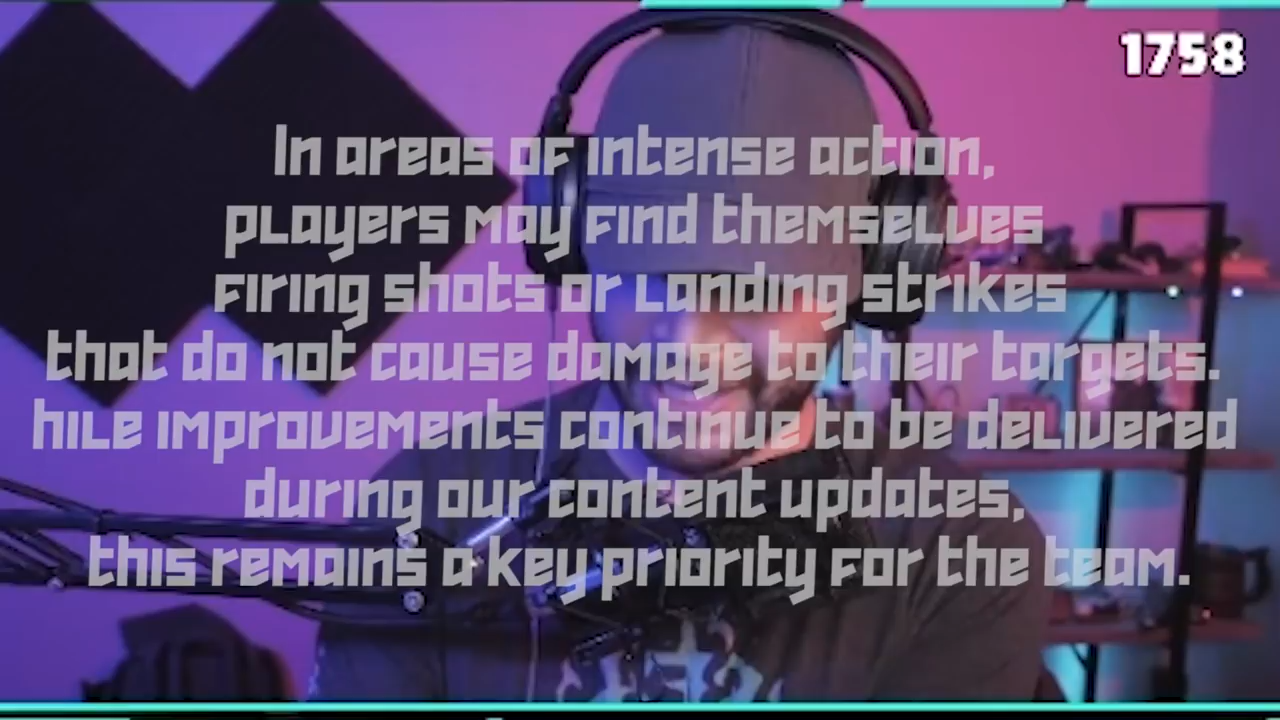 1758
In areas of intense action,
players may find themselves
firing shots or landing strikes
that do not cause damage to their targets.
hile improvements continue to be delivered
during our content updates,
this remains a key priority for the team.